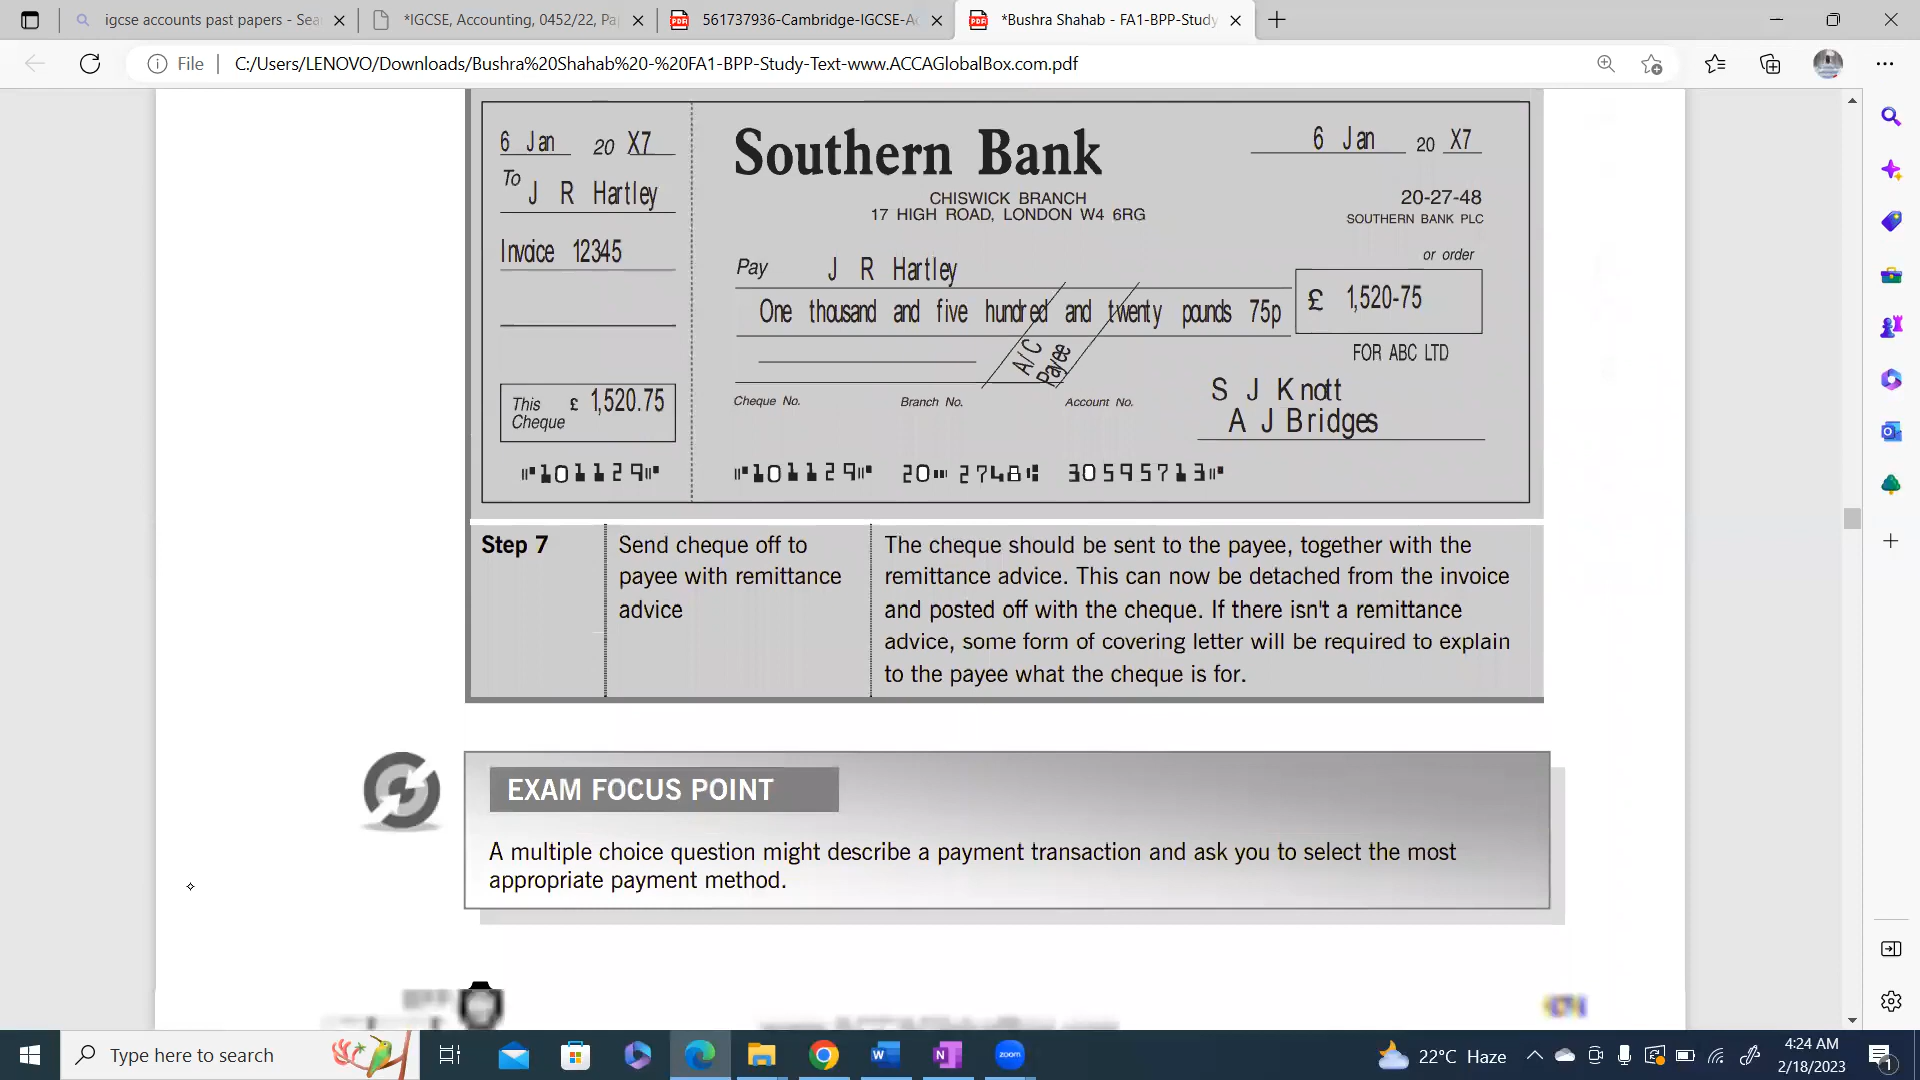 igcse accounts past papers - Sea
*IGCSE, Accounting, 0452/22, Pa
561737936-Cambridge-IGCSE-Ac
*Bushra Shahab - FA1-BPP-Study
File
C:/Users/LENOVO/Downloads/Bushra%20Shahab%20-%20FA1-BPP-Study-Text-www.ACCAGlobalBox.com.pdf
6 Jan 20 X7
To J R Hartley
Invoice 12345
This Cheque £ 1,520.75
101129
Southern Bank
CHISWICK BRANCH
17 HIGH ROAD, LONDON W4 6RG
6 Jan 20 X7
20-27-48
SOUTHERN BANK PLC
or order
Pay J R Hartley
One thousand and five hundred and twenty pounds 75p
£ 1,520-75
A/C Payee
FOR ABC LTD
S J Knott
A J Bridges
Cheque No. Branch No. Account No.
101129 20 2748 30595713
Step 7
Send cheque off to
payee with remittance
advice
The cheque should be sent to the payee, together with the
remittance advice. This can now be detached from the invoice
and posted off with the cheque. If there isn't a remittance
advice, some form of covering letter will be required to explain
to the payee what the cheque is for.
EXAM FOCUS POINT
A multiple choice question might describe a payment transaction and ask you to select the most
appropriate payment method.
Type here to search
zoom
22°C Haze
4:24 AM
2/18/2023
1